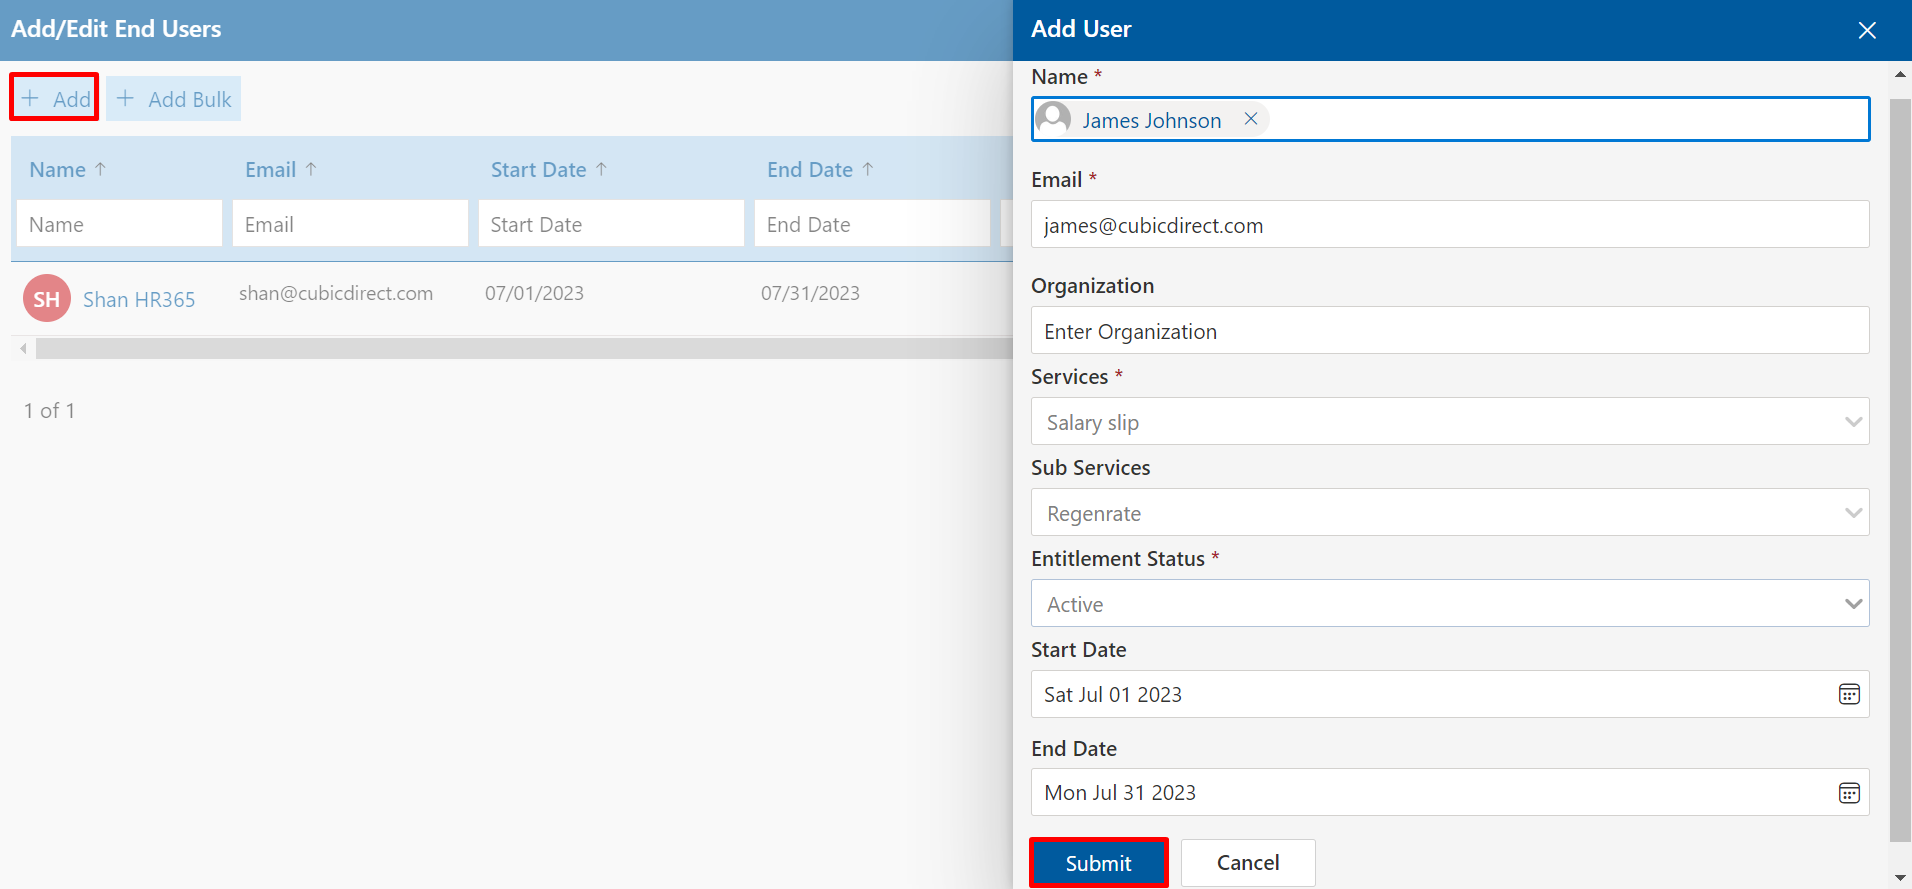 Add/Edit End Users
+ Add + Add Bulk
Name ↑ Email ↑ Start Date ↑ End Date ↑
Name Email Start Date End Date
SH Shan HR365 shan@cubicdirect.com 07/01/2023 07/31/2023
1 of 1
Add User
Name *
James Johnson
Email *
james@cubicdirect.com
Organization
Enter Organization
Services *
Salary slip
Sub Services
Regenrate
Entitlement Status *
Active
Start Date
Sat Jul 01 2023
End Date
Mon Jul 31 2023
Submit Cancel